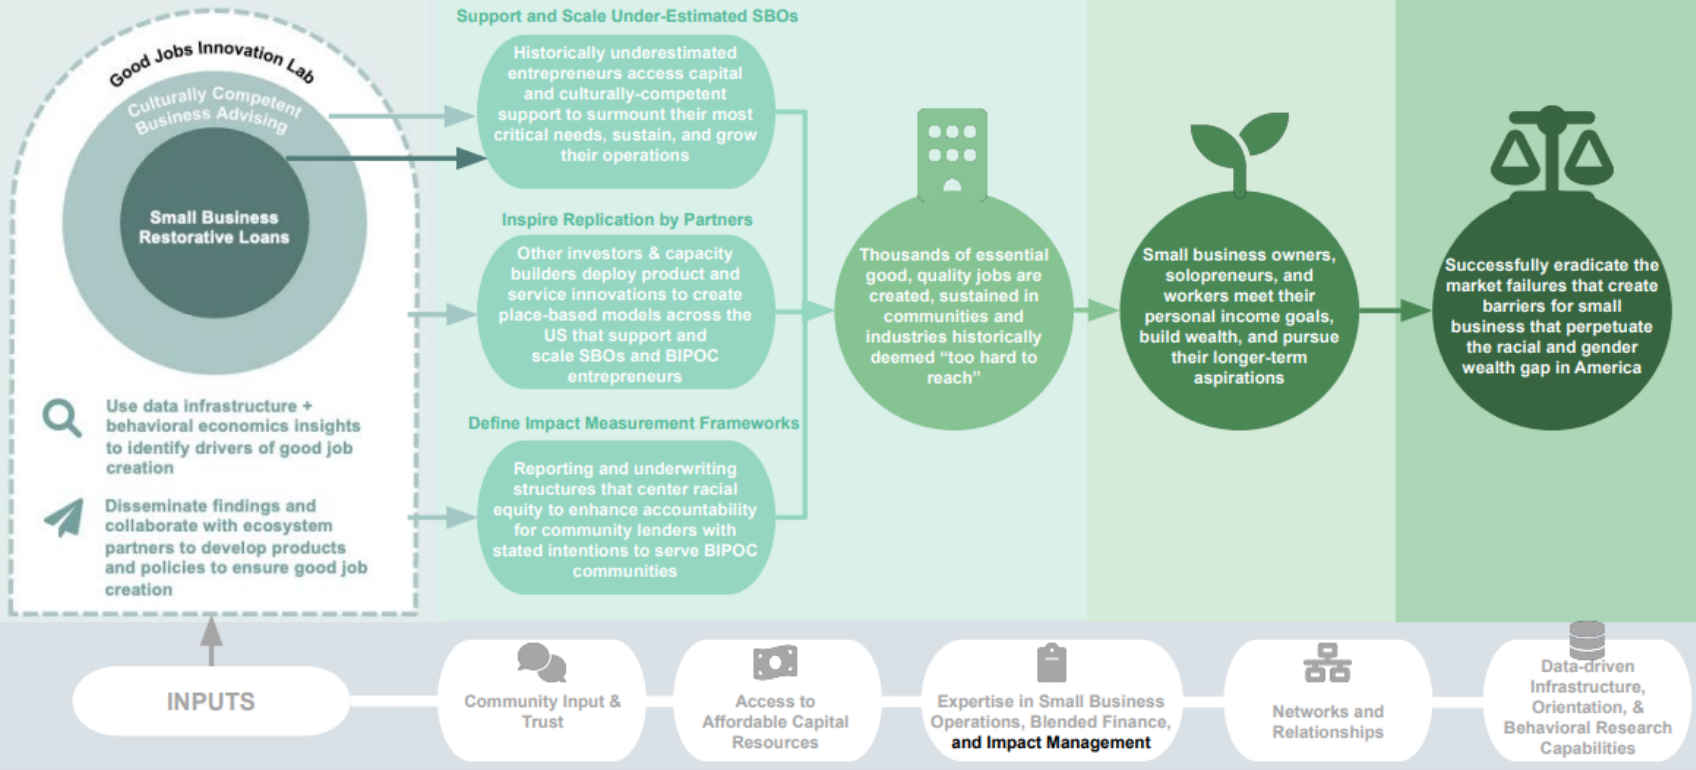 Good Jobs Innovation Lab
Culturally Competent
Business Advising
Small Business
Restorative Loans
Use data infrastructure +
behavioral economics insights
to identify drivers of good job
creation
Disseminate findings and
collaborate with ecosystem
partners to develop products
and policies to ensure good job
creation
Support and Scale Under-Estimated SBOs
Historically underestimated
entrepreneurs access capital
and culturally-competent
support to surmount their most
critical needs, sustain, and grow
their operations
Inspire Replication by Partners
Other investors & capacity
builders deploy product and
service innovations to create
place-based models across the
US that support and
scale SBOs and BIPOC
entrepreneurs
Define Impact Measurement Frameworks
Reporting and underwriting
structures that center racial
equity to enhance accountability
for community lenders with
stated intentions to serve BIPOC
communities
Thousands of essential
good, quality jobs are
created, sustained in
communities and
industries historically
deemed “too hard to
reach”
Small business owners,
solopreneurs, and
workers meet their
personal income goals,
build wealth, and pursue
their longer-term
aspirations
Successfully eradicate the
market failures that create
barriers for small
business that perpetuate
the racial and gender
wealth gap in America
INPUTS
Community Input &
Trust
Access to
Affordable Capital
Resources
Expertise in Small Business
Operations, Blended Finance,
and Impact Management
Networks and
Relationships
Data-driven
Infrastructure,
Orientation, &
Behavioral Research
Capabilities